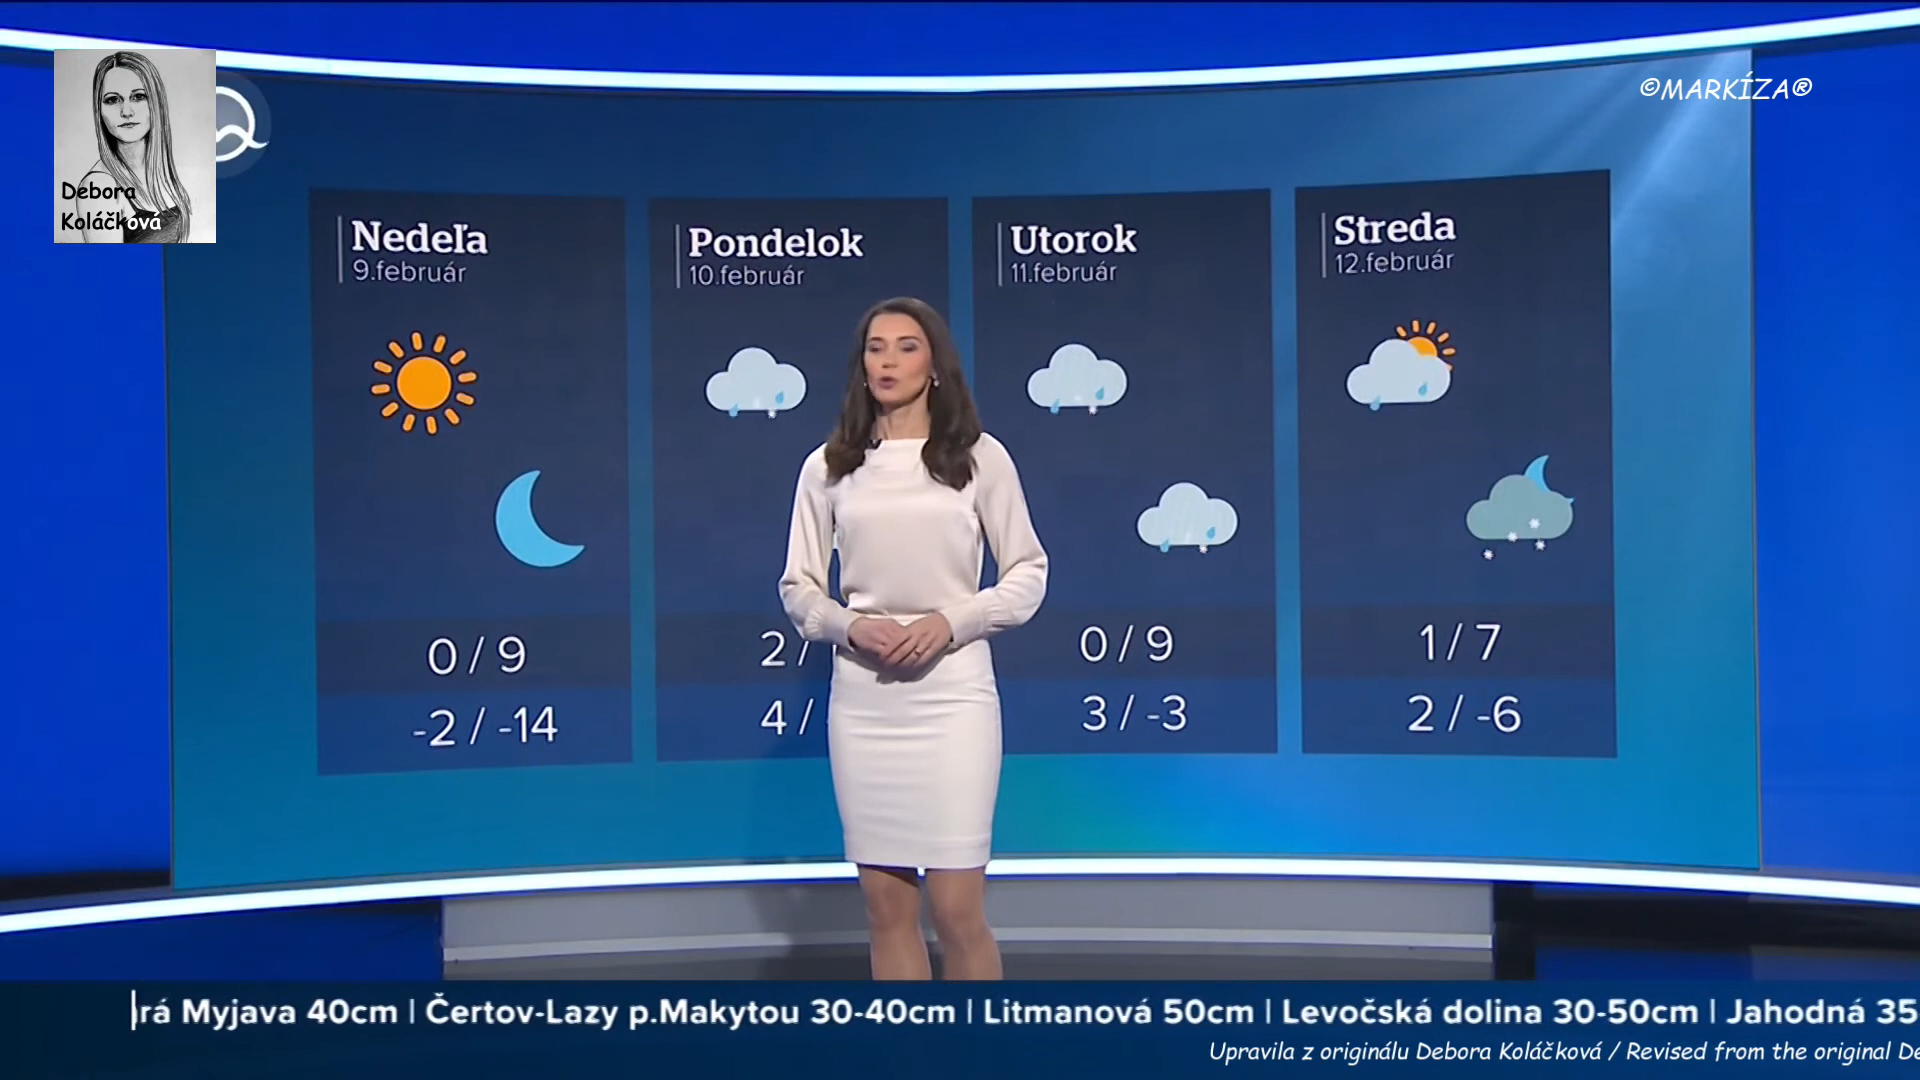 ©MARKÍZA®
Debora
Koláčková
Nedeľa
9.február
0 / 9
-2 / -14
Pondelok
10.február
2 /
4 /
Utorok
11.február
0 / 9
3 / -3
Streda
12.február
1 / 7
2 / -6
Myjava 40cm | Čertov-Lazy p.Makytou 30-40cm | Litmanová 50cm | Levočská dolina 30-50cm | Jahodná 35
Upravila z originálu Debora Koláčková / Revised from the original